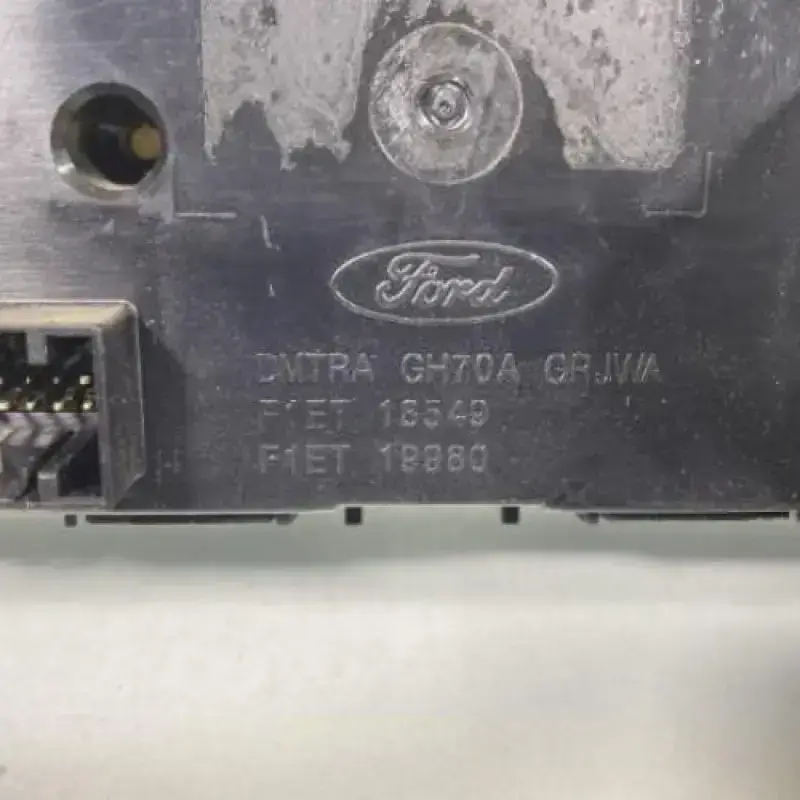 Ford
DMTRA GH70A GRJWA
F1ET 18549
F1ET 19980